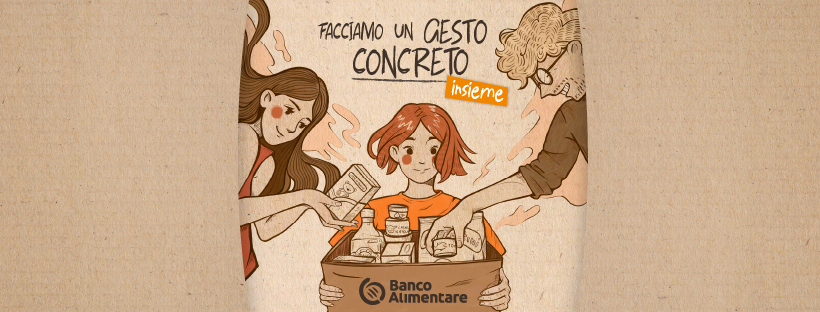 FACCIAMO UN GESTO
CONCRETO
insieme
Banco
Alimentare